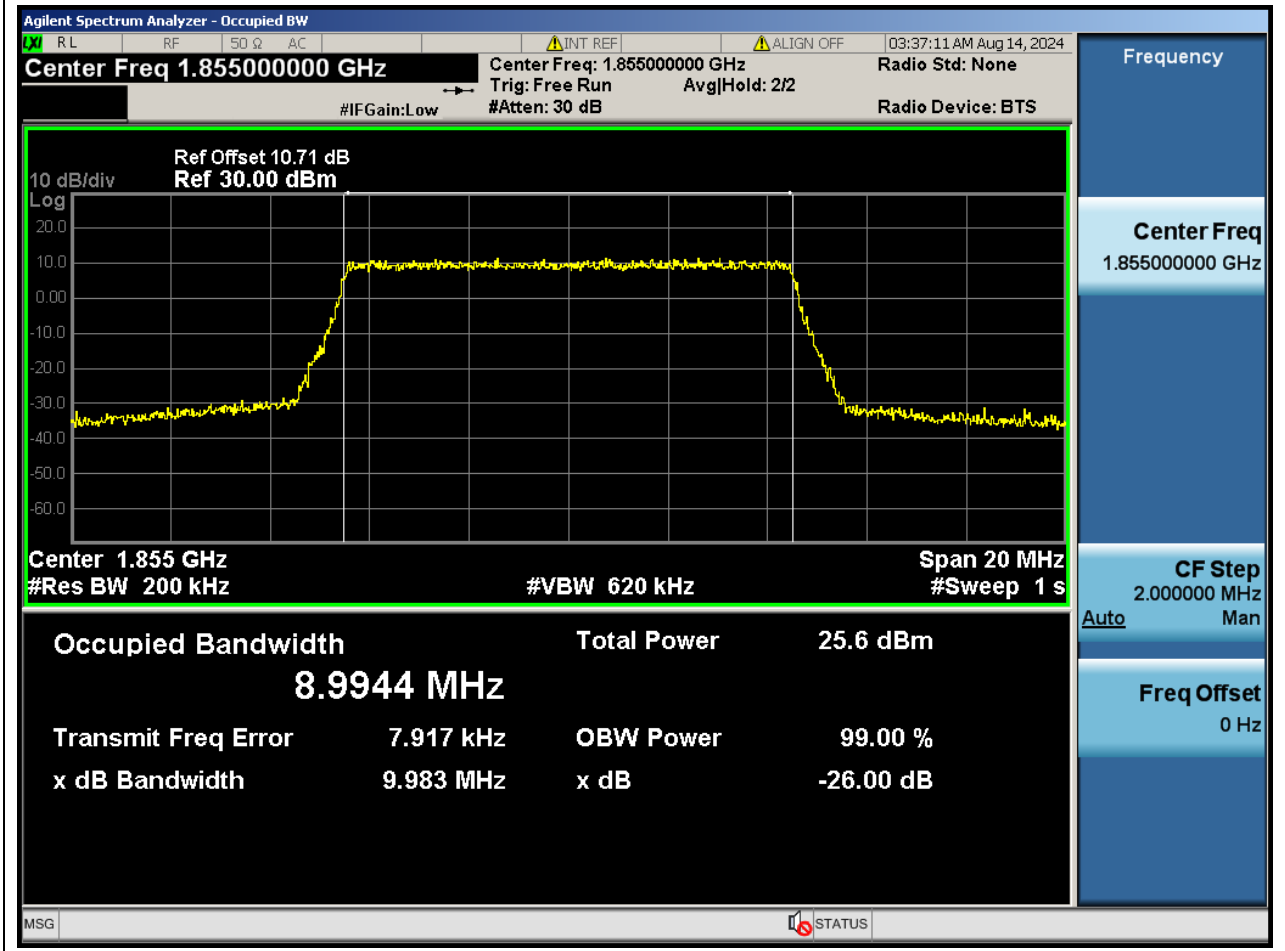 Agilent Spectrum Analyzer - Occupied BW
LXI RL RF 50 Ω AC INT REF ALIGN OFF 03:37:11 AM Aug 14, 2024
Center Freq 1.855000000 GHz
Center Freq: 1.855000000 GHz
Radio Std: None
Trig: Free Run Avg|Hold: 2/2
#IFGain:Low
#Atten: 30 dB
Radio Device: BTS
Ref Offset 10.71 dB
10 dB/div Ref 30.00 dBm
Log
20.0
10.0
0.00
-10.0
-20.0
-30.0
-40.0
-50.0
-60.0
Center 1.855 GHz Span 20 MHz
#Res BW 200 kHz #VBW 620 kHz #Sweep 1 s
Occupied Bandwidth Total Power 25.6 dBm
8.9944 MHz
Transmit Freq Error 7.917 kHz OBW Power 99.00 %
x dB Bandwidth 9.983 MHz x dB -26.00 dB
Frequency
Center Freq
1.855000000 GHz
CF Step
2.000000 MHz
Auto Man
Freq Offset
0 Hz
MSG STATUS